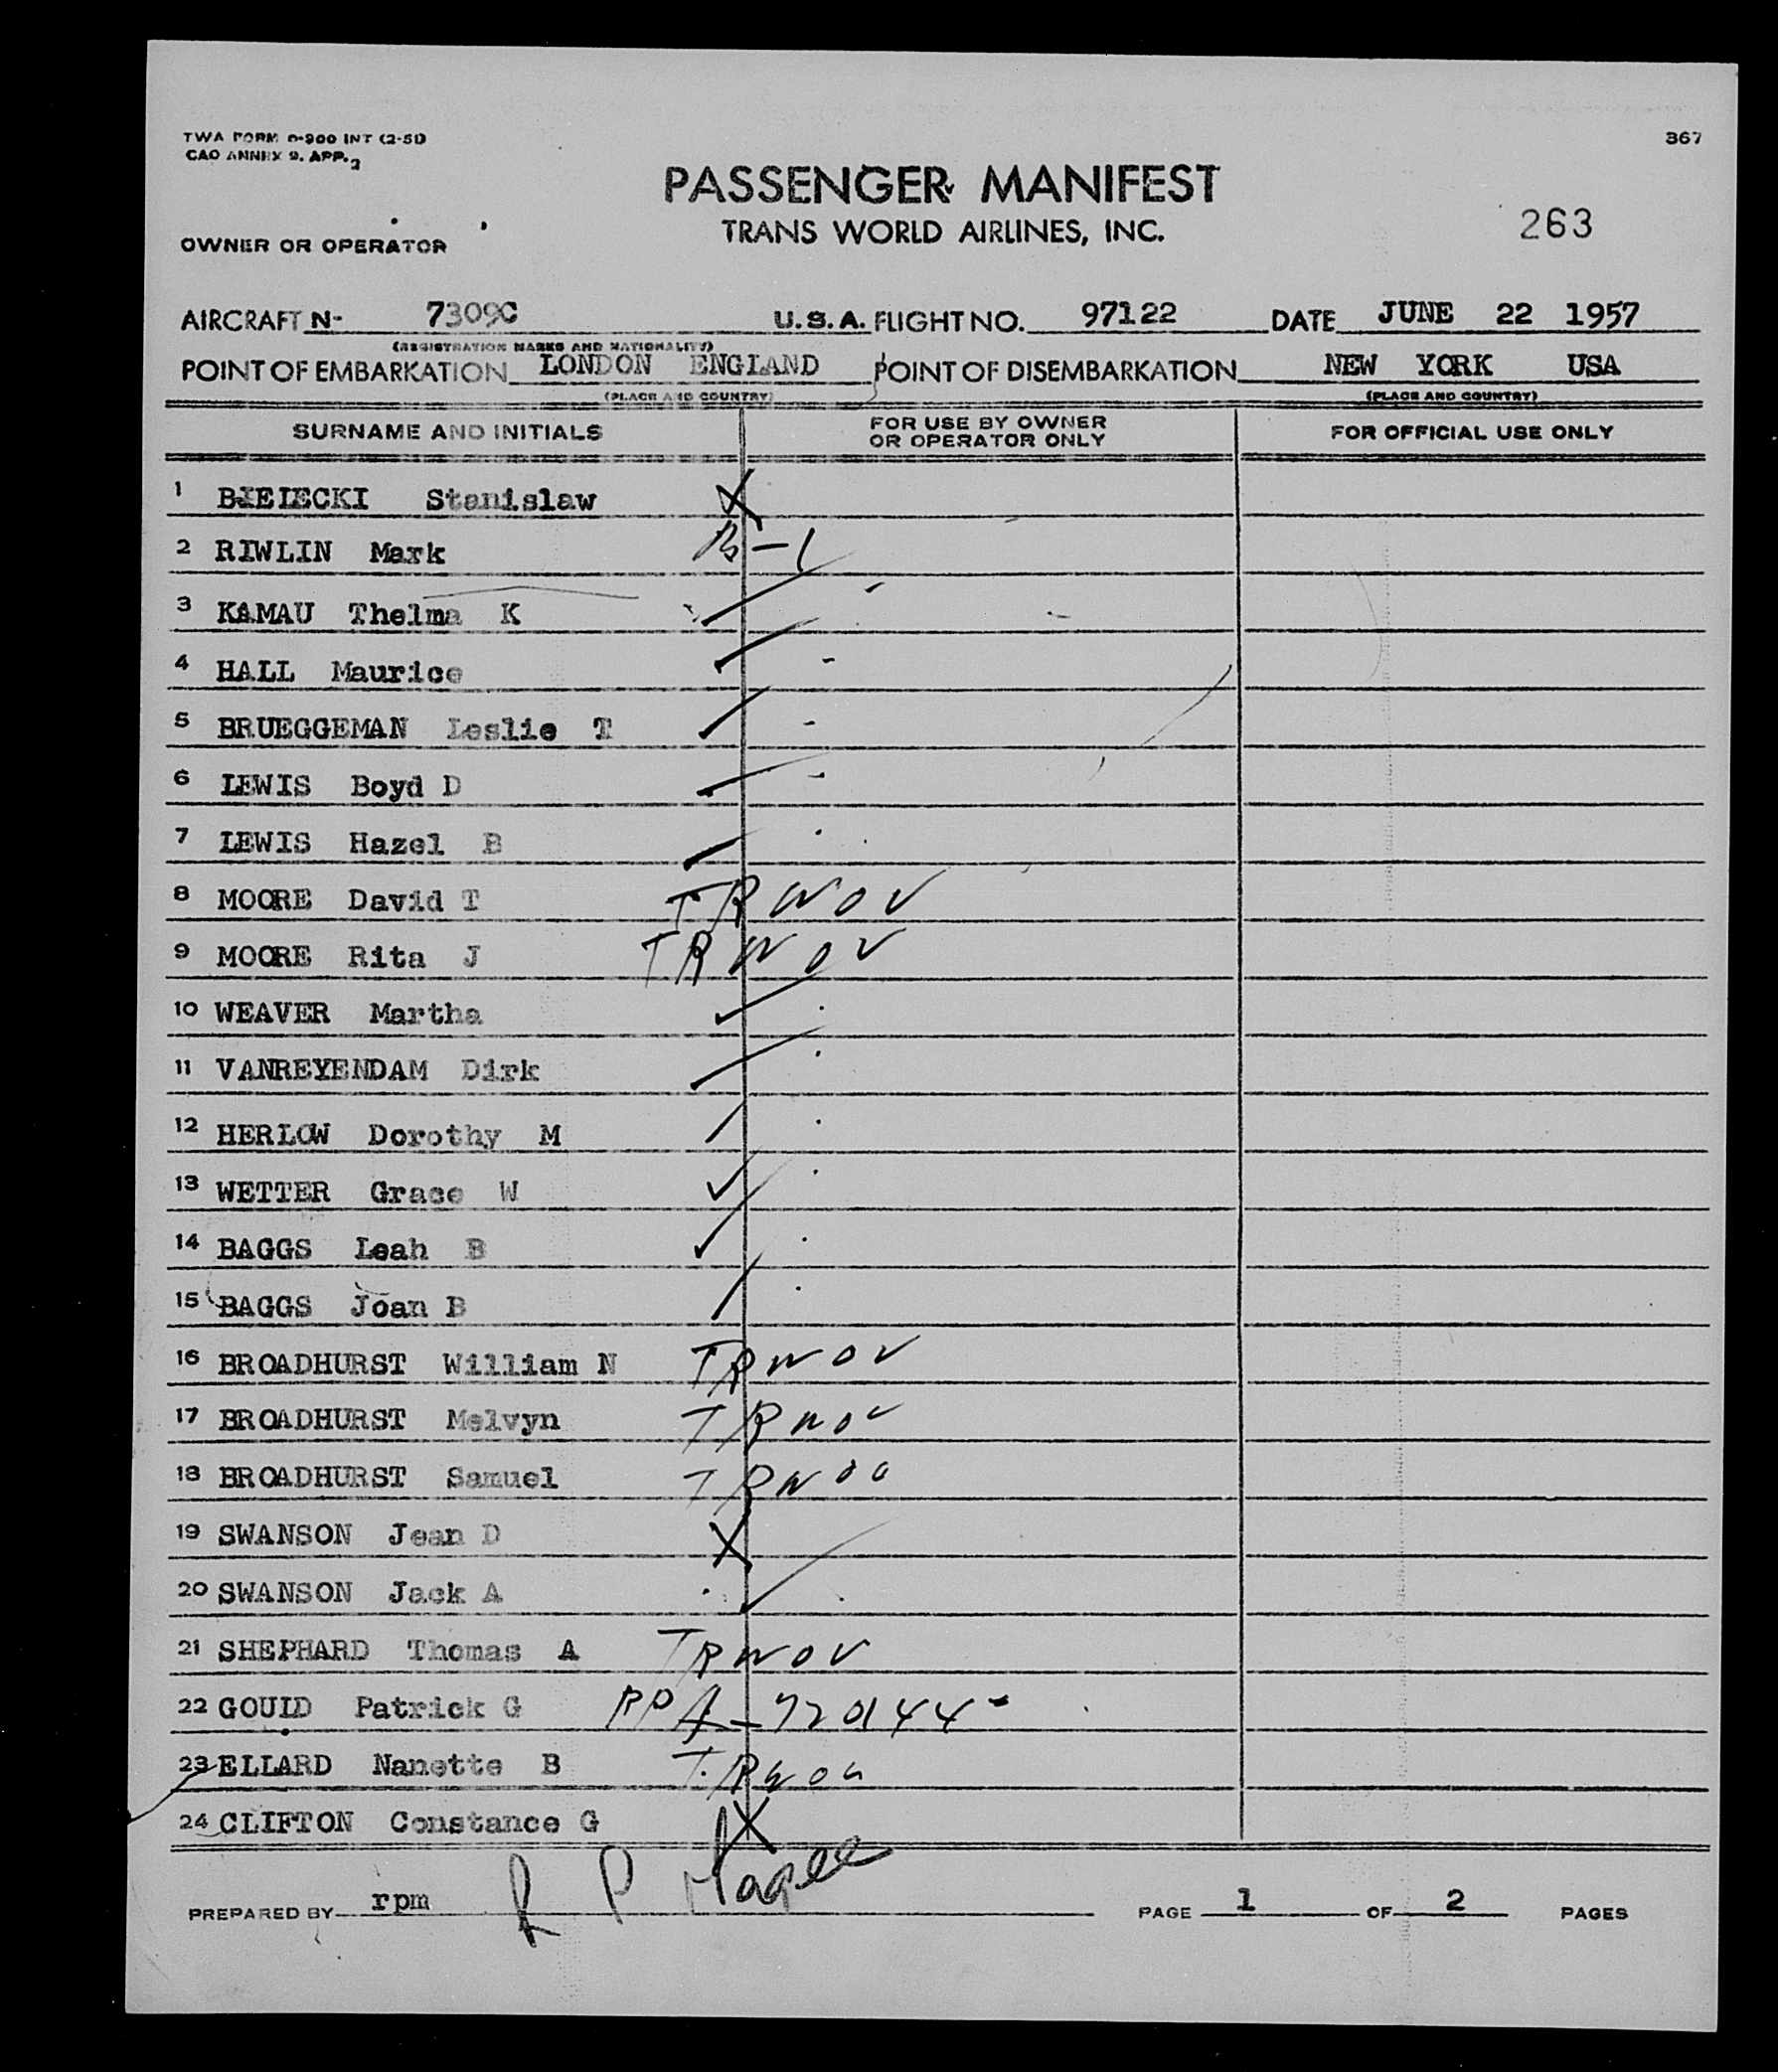 TWA FORM O-900 INT (2-51)
CAO ANNEX 9. APP. 2
367
PASSENGER MANIFEST
TRANS WORLD AIRLINES, INC.
263
OWNER OR OPERATOR
AIRCRAFT N- 7309C U.S.A. FLIGHT NO. 97122 DATE JUNE 22 1957
(REGISTRATION MARKS AND NATIONALITY)
POINT OF EMBARKATION LONDON ENGLAND POINT OF DISEMBARKATION NEW YORK USA
(PLACE AND COUNTRY) (PLACE AND COUNTRY)
SURNAME AND INITIALS FOR USE BY OWNER OR OPERATOR ONLY FOR OFFICIAL USE ONLY
1 BIELECKI Stanislaw X
2 RIWLIN Mark
3 KAMAU Thelma K
4 HALL Maurice
5 BRUEGGEMAN Leslie T
6 LEWIS Boyd D
7 LEWIS Hazel B
8 MOORE David T TRWOV
9 MOORE Rita J TRWOV
10 WEAVER Martha
11 VANREYENDAM Dirk
12 HERLOW Dorothy M
13 WETTER Grace W
14 BAGGS Leah B
15 BAGGS Joan B
16 BROADHURST William N TRWOV
17 BROADHURST Melvyn TRWOV
18 BROADHURST Samuel TRWOV
19 SWANSON Jean D X
20 SWANSON Jack A
21 SHEPHARD Thomas A TRWOV
22 GOULD Patrick G
23 ELLARD Nanette B TRWOV
24 CLIFTON Constance G X
PREPARED BY rpm R P Magee PAGE 1 OF 2 PAGES